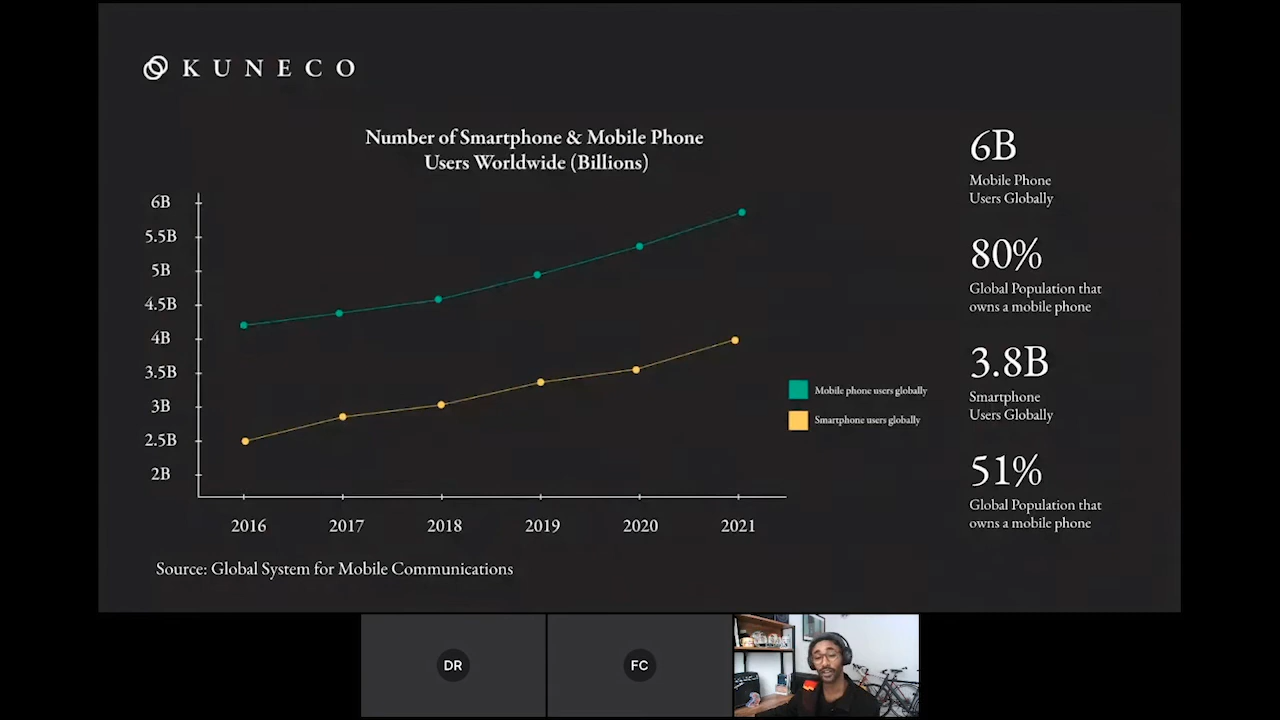 KUNECO
Number of Smartphone & Mobile Phone
Users Worldwide (Billions)
6B
5.5B
5B
4.5B
4B
3.5B
3B
2.5B
2B
2016 2017 2018 2019 2020 2021
Mobile phone users globally
Smartphone users globally
Source: Global System for Mobile Communications
6B
Mobile Phone
Users Globally
80%
Global Population that
owns a mobile phone
3.8B
Smartphone
Users Globally
51%
Global Population that
owns a mobile phone
DR
FC